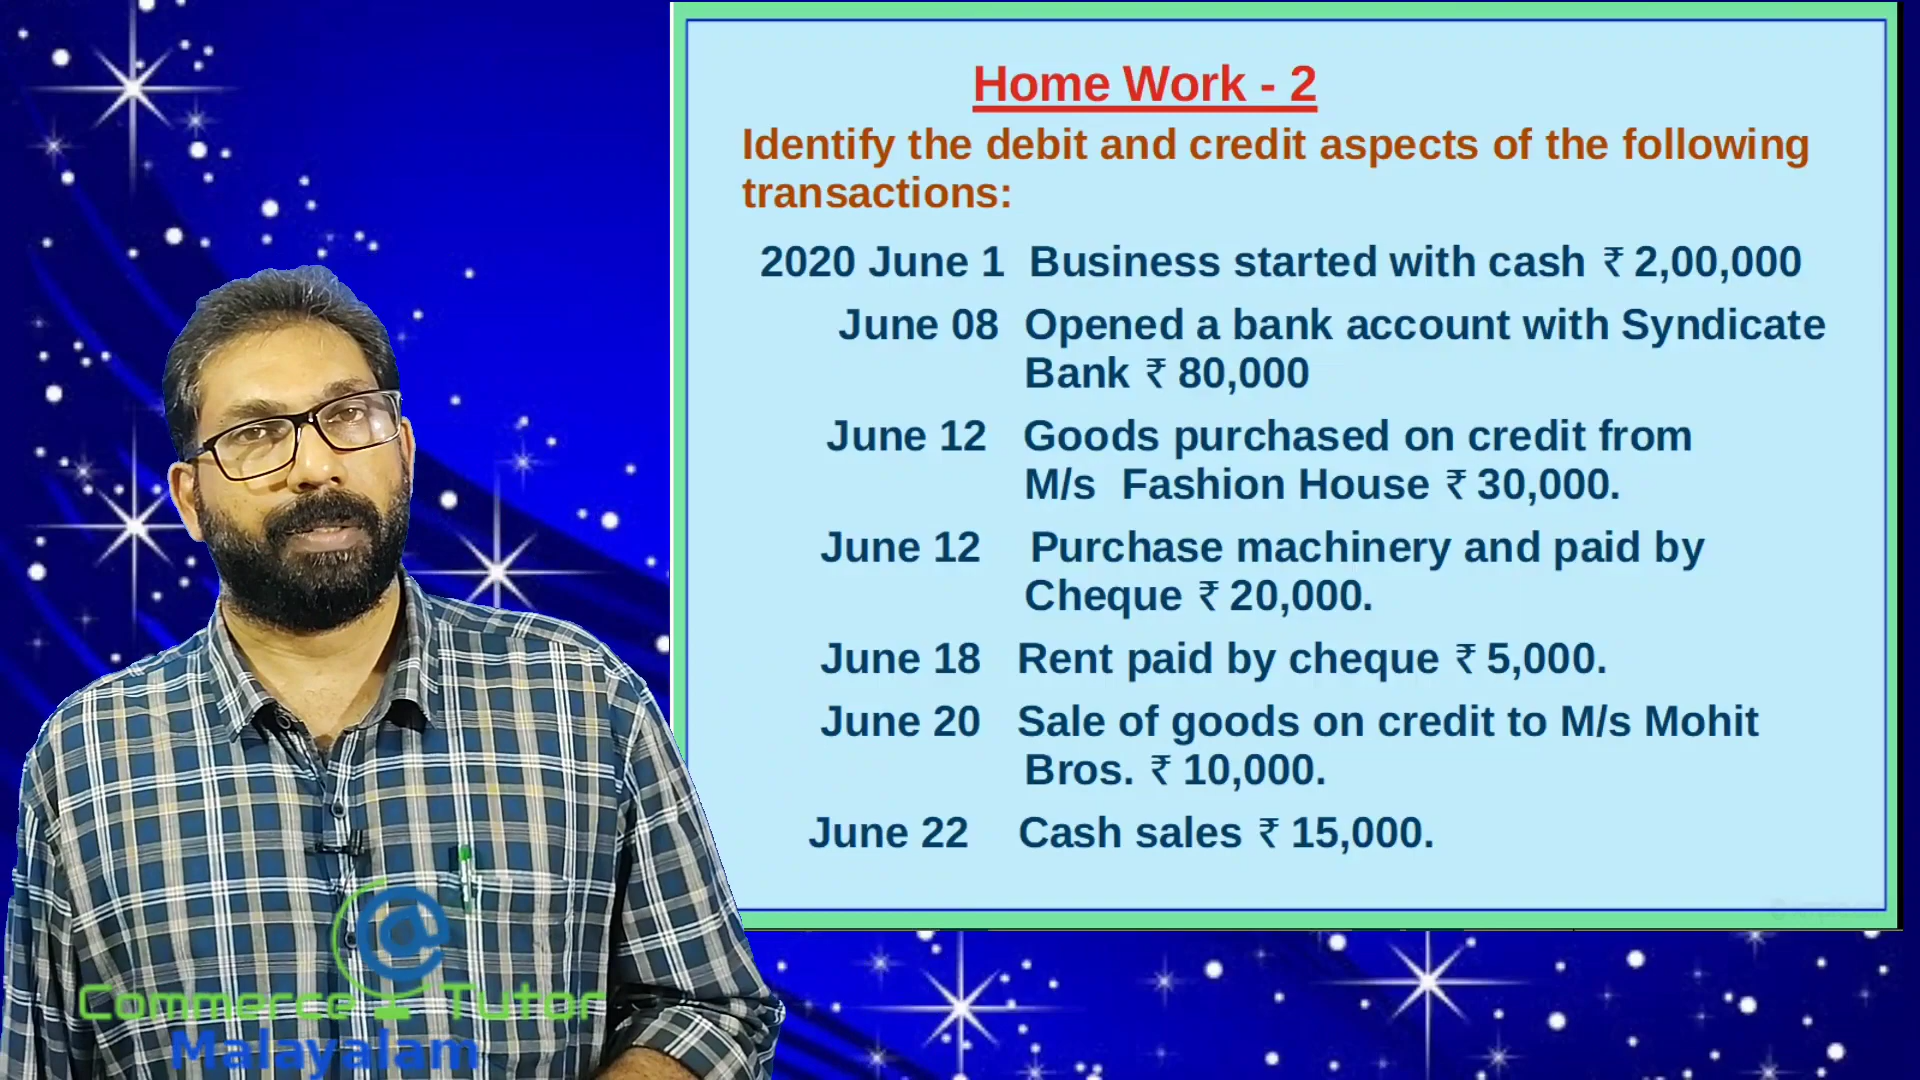 Home Work - 2
Identify the debit and credit aspects of the following
transactions:
2020 June 1 Business started with cash ₹ 2,00,000
June 08 Opened a bank account with Syndicate
Bank ₹ 80,000
June 12 Goods purchased on credit from
M/s Fashion House ₹ 30,000.
June 12 Purchase machinery and paid by
Cheque ₹ 20,000.
June 18 Rent paid by cheque ₹ 5,000.
June 20 Sale of goods on credit to M/s Mohit
Bros. ₹ 10,000.
June 22 Cash sales ₹ 15,000.
@
Commerce Tutor
Malayalam